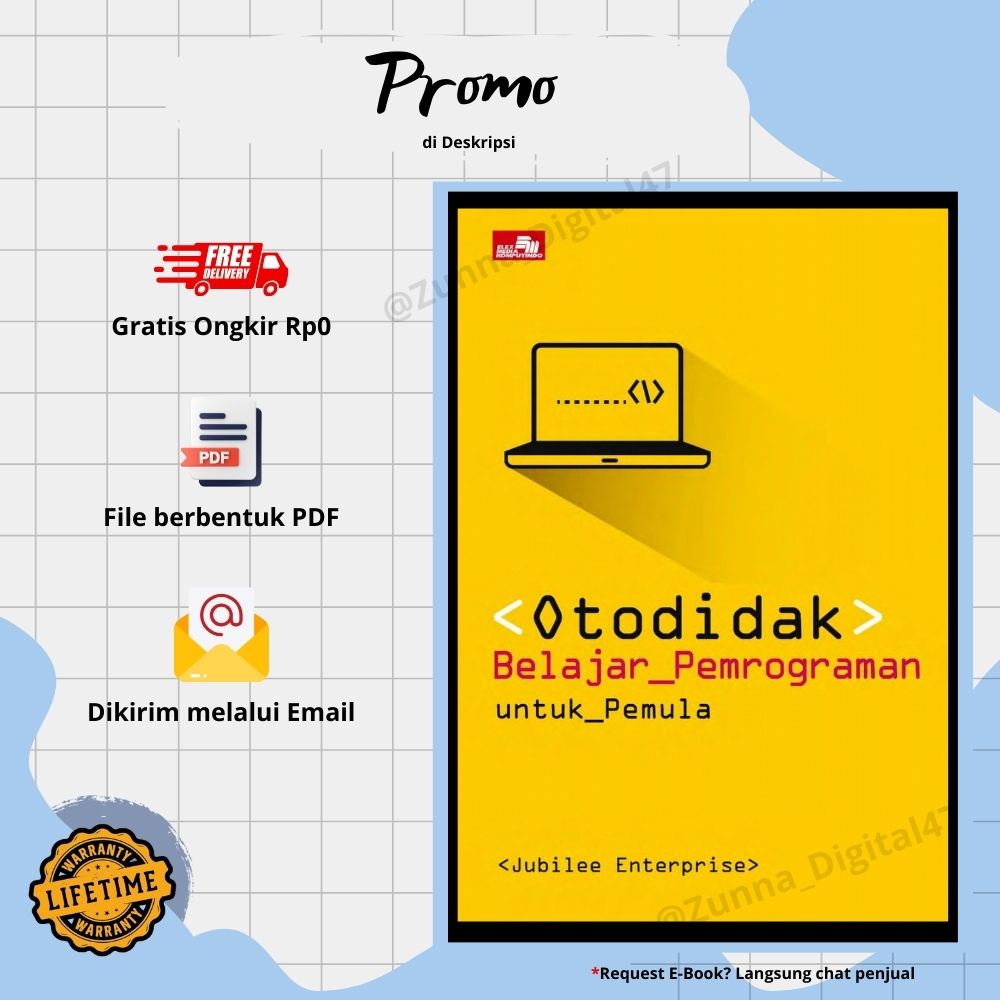 Promo
di Deskripsi
@Zunna_Digital47
FREE
DELIVERY
Gratis Ongkir Rp0
PDF
File berbentuk PDF
@
Dikirim melalui Email
WARRANTY
LIFETIME
WARRANTY
ELEX
MEDIA
KOMPUTINDO
........<\>
<Otodidak>
Belajar_Pemrograman
untuk_Pemula
<Jubilee Enterprise>
@Zunna_Digital47
*Request E-Book? Langsung chat penjual